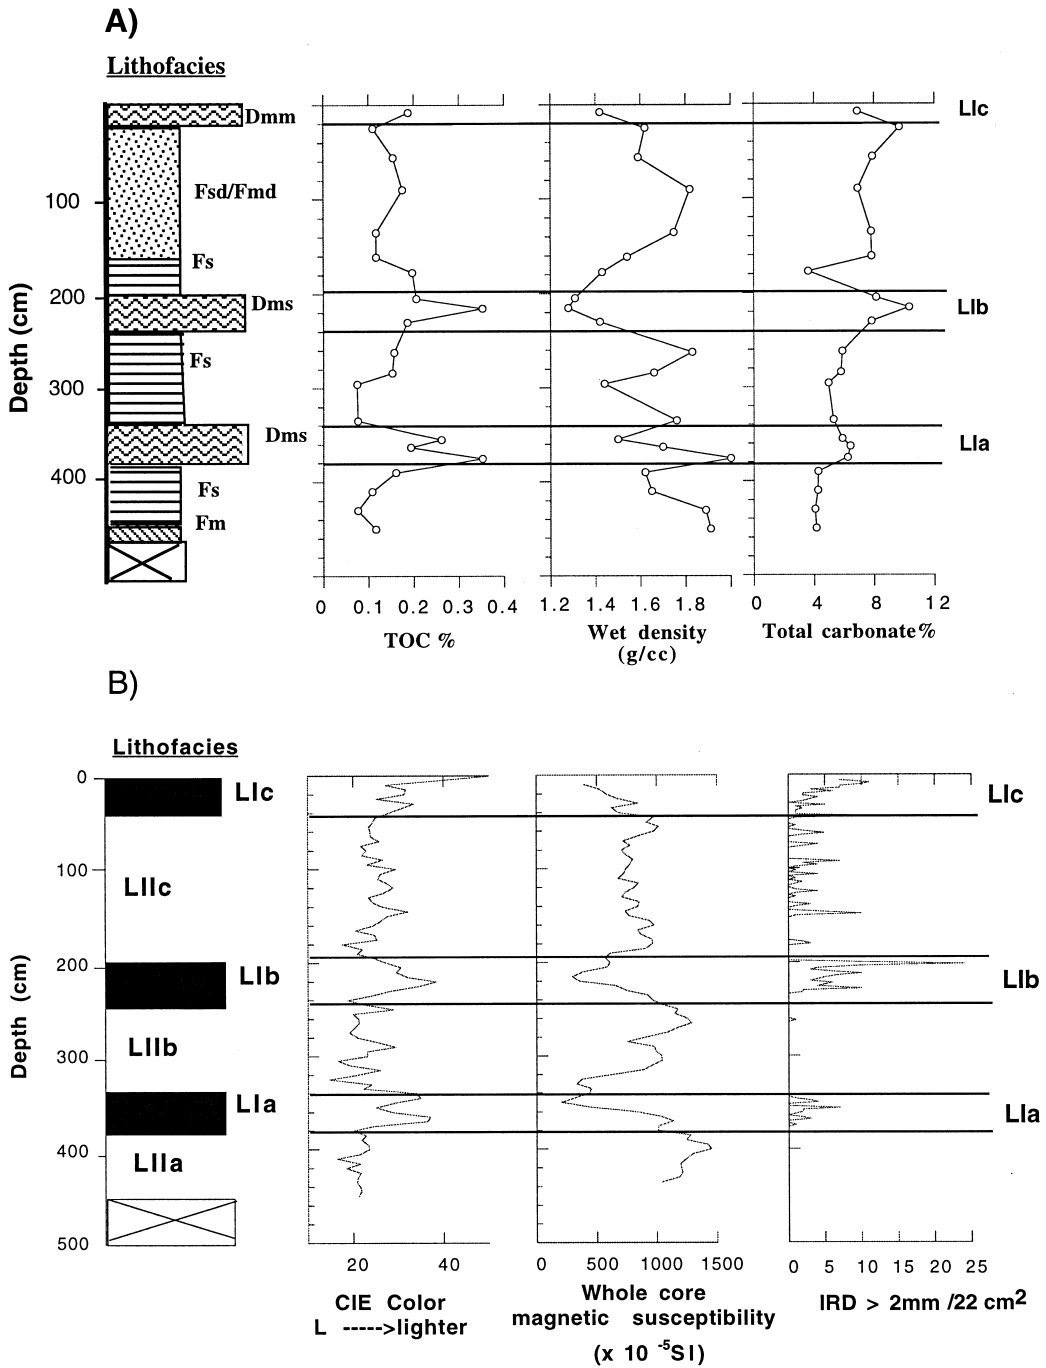 A)
Lithofacies
Depth (cm)
100
200
300
400
Dmm
Fsd/Fmd
Fs
Dms
Fs
Dms
Fs
Fm
LIc
LIb
LIa
0 0.1 0.2 0.3 0.4
TOC %
1.2 1.4 1.6 1.8
Wet density
(g/cc)
0 4 8 12
Total carbonate%
B)
Lithofacies
Depth (cm)
0
100
200
300
400
500
LIc
LIIc
LIb
LIIb
LIa
LIIa
LIc
LIb
LIa
20 40
CIE Color
L ----->lighter
0 500 1000 1500
Whole core
magnetic susceptibility
(x 10 -5SI)
0 5 10 15 20 25
IRD > 2mm /22 cm2